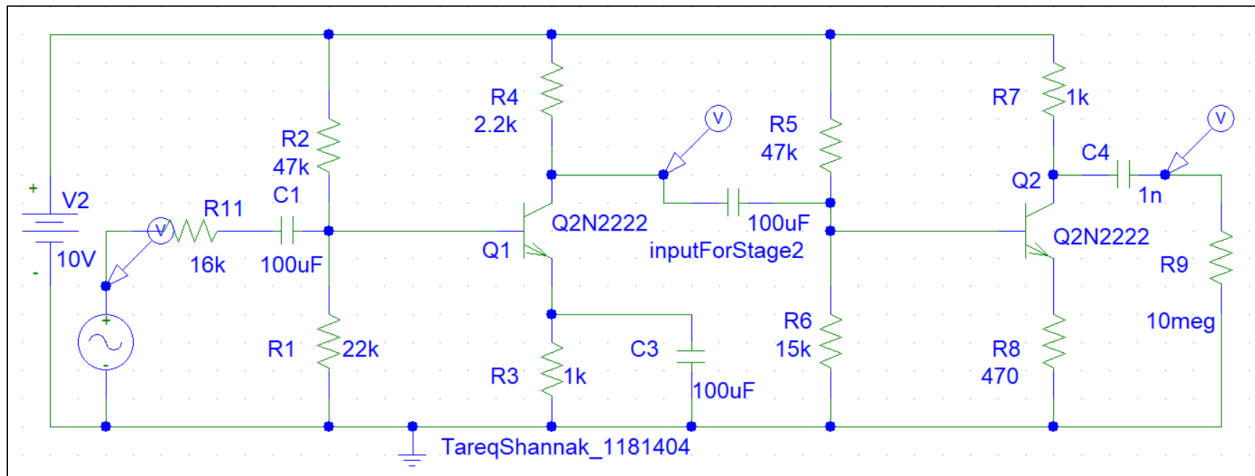 R4
2.2k
R7
1k
V
V
R2
47k
R5
47k
C4
1n
+
V2
10V
-
R11
16k
V
C1
100uF
Q1
Q2N2222
100uF
inputForStage2
Q2
Q2N2222
R9
10meg
+
-
R1
22k
R3
1k
C3
100uF
R6
15k
R8
470
TareqShannak_1181404